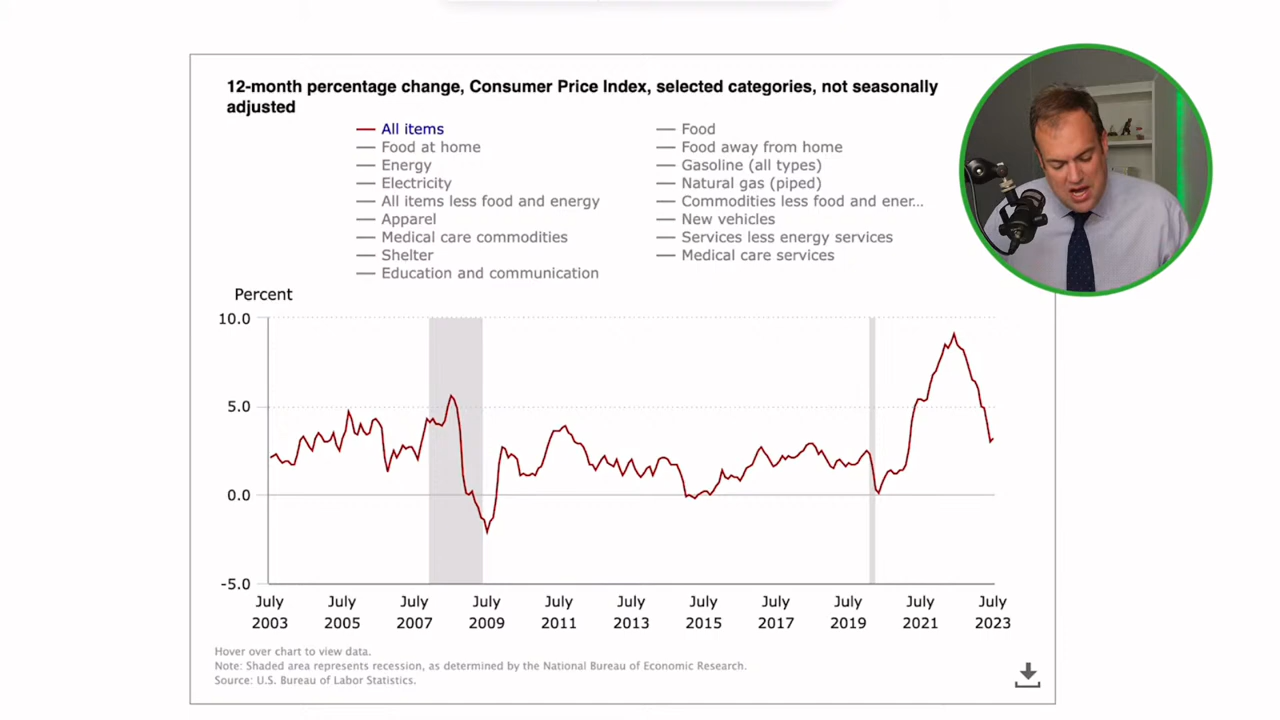 12-month percentage change, Consumer Price Index, selected categories, not seasonally
adjusted
All items
Food
Food at home
Food away from home
Energy
Gasoline (all types)
Electricity
Natural gas (piped)
All items less food and energy
Commodities less food and ener...
Apparel
New vehicles
Medical care commodities
Services less energy services
Shelter
Medical care services
Education and communication
Percent
10.0
5.0
0.0
-5.0
July July July July July July July July July July July
2003 2005 2007 2009 2011 2013 2015 2017 2019 2021 2023
Hover over chart to view data.
Note: Shaded area represents recession, as determined by the National Bureau of Economic Research.
Source: U.S. Bureau of Labor Statistics.